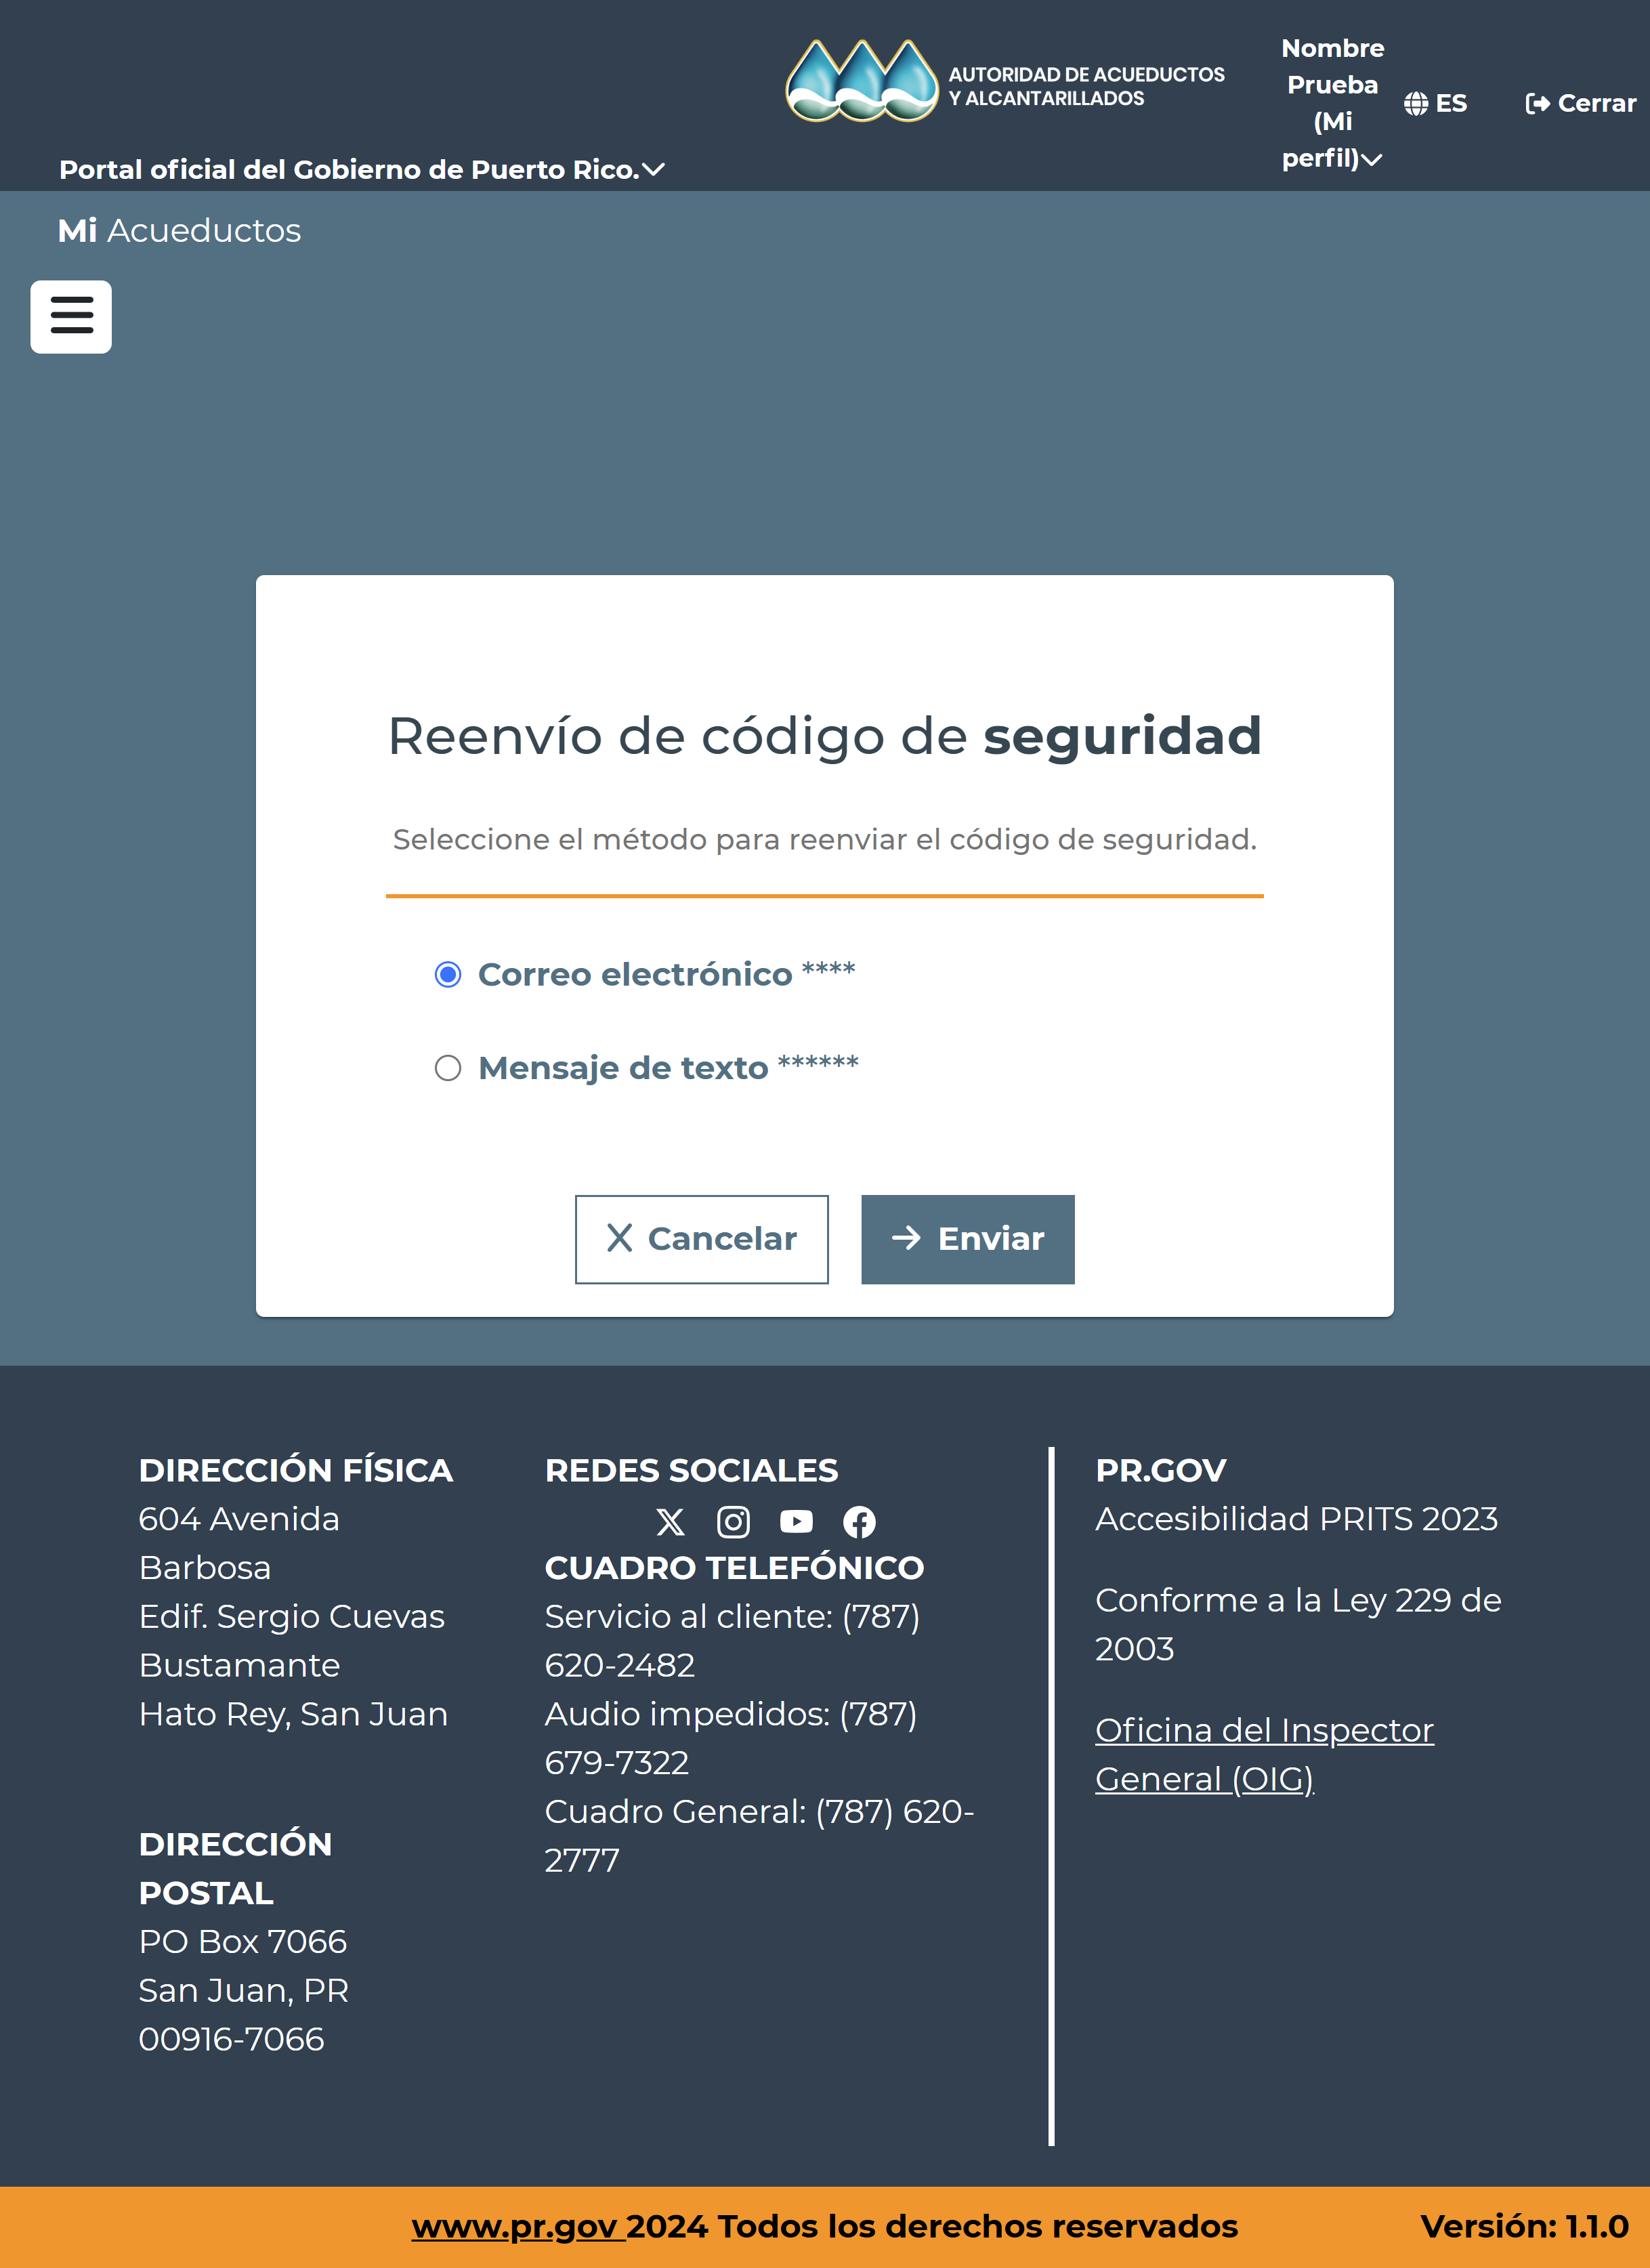 AUTORIDAD DE ACUEDUCTOS
Y ALCANTARILLADOS
Nombre
Prueba
(Mi
perfil)
ES
Cerrar
Portal oficial del Gobierno de Puerto Rico.
Mi Acueductos
Reenvío de código de seguridad
Seleccione el método para reenviar el código de seguridad.
Correo electrónico ****
Mensaje de texto ******
Cancelar
Enviar
DIRECCIÓN FÍSICA
604 Avenida
Barbosa
Edif. Sergio Cuevas
Bustamante
Hato Rey, San Juan
DIRECCIÓN
POSTAL
PO Box 7066
San Juan, PR
00916-7066
REDES SOCIALES
CUADRO TELEFÓNICO
Servicio al cliente: (787)
620-2482
Audio impedidos: (787)
679-7322
Cuadro General: (787) 620-
2777
PR.GOV
Accesibilidad PRITS 2023
Conforme a la Ley 229 de
2003
Oficina del Inspector
General (OIG)
www.pr.gov 2024 Todos los derechos reservados
Versión: 1.1.0